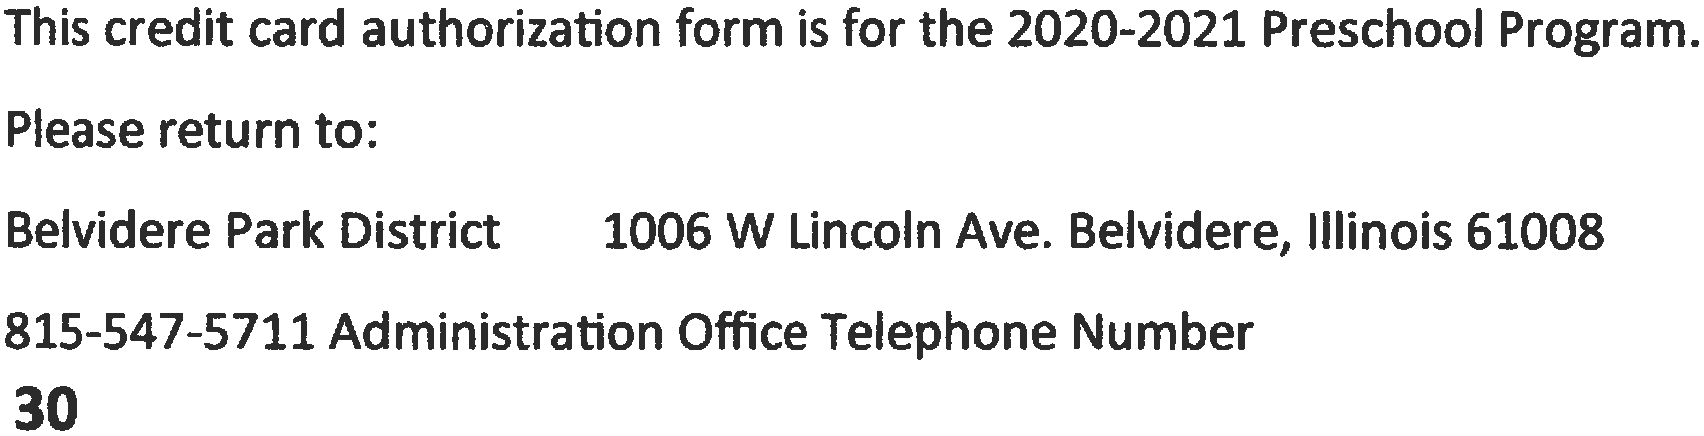 This credit card authorization form is for the 2020-2021 Preschool Program.
Please return to:
Belvidere Park District 1006 W Lincoln Ave. Belvidere, Illinois 61008
815-547-5711 Administration Office Telephone Number
30